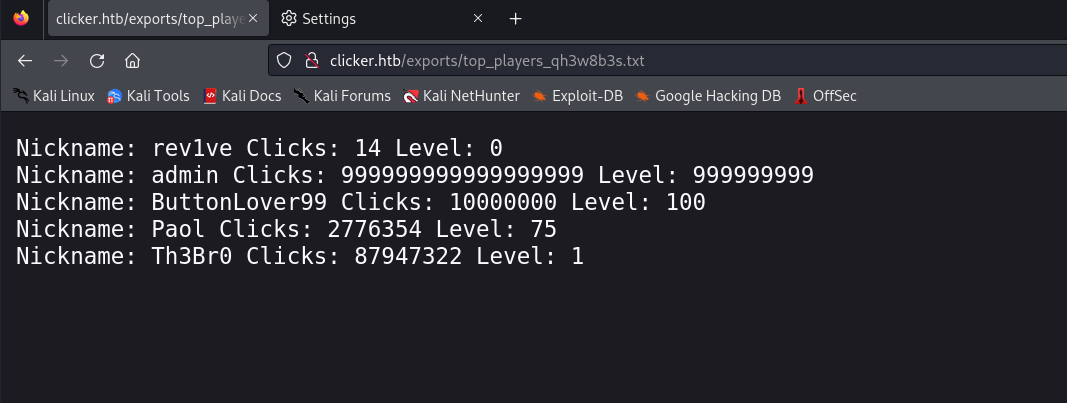 clicker.htb/exports/top_playe
Settings
clicker.htb/exports/top_players_qh3w8b3s.txt
Kali Linux Kali Tools Kali Docs Kali Forums Kali NetHunter Exploit-DB Google Hacking DB OffSec
Nickname: rev1ve Clicks: 14 Level: 0
Nickname: admin Clicks: 999999999999999999 Level: 999999999
Nickname: ButtonLover99 Clicks: 10000000 Level: 100
Nickname: Paol Clicks: 2776354 Level: 75
Nickname: Th3Br0 Clicks: 87947322 Level: 1